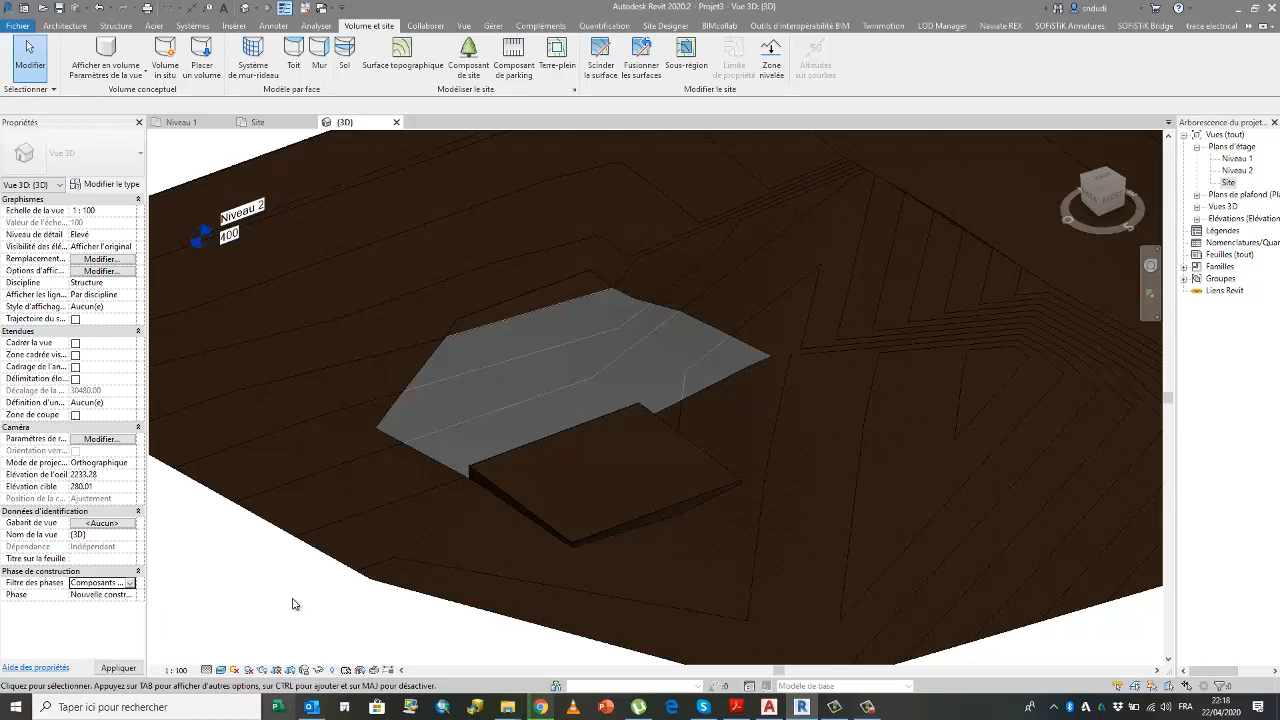 Autodesk Revit 2020.2 - Projet3 - Vue 3D: {3D}
sndudi
Fichier Architecture Structure Acier Systèmes Insérer Annoter Analyser Volume et site Collaborer Vue Gérer Compléments Quantification Site Designer BIMcollab Outils d'interopérabilité BIM Twinmotion LOD Manager Naviate REX SOFiSTiK Armatures SOFiSTiK Bridge trace electrical
Modifier
Afficher en volume
Paramètres de la vue
Volume
in situ
Placer
un volume
Système
de mur-rideau
Toit
Mur
Sol
Surface topographique
Composant
de site
Composant
de parking
Terre-plein
Scinder
la surface
Fusionner
les surfaces
Sous-région
Limite
de propriété
Zone
nivelée
Altitudes
sur courbes
Sélectionner
Volume conceptuel
Modèle par face
Modéliser le site
Modifier le site
Propriétés
Niveau 1
Site
{3D}
Arborescence du projet...
Vue 3D
Vue 3D: {3D}
Modifier le type
Graphismes
Echelle de la vue 1 : 100
Valeur de l'éche... 100
Niveau de détail Elevé
Visibilité des élé... Afficher l'original
Remplacement... Modifier...
Options d'affic... Modifier...
Discipline Structure
Afficher les lign... Par discipline
Style d'affichag... Aucun(e)
Trajectoire du s...
Etendues
Cadrer la vue
Zone cadrée vis...
Cadrage de l'an...
Délimitation élo...
Décalage de la ... 30480.00
Définition d'un... Aucun(e)
Zone de coupe
Caméra
Paramètres de r... Modifier...
Orientation verr...
Mode de projec... Orthographique
Elévation de l'oeil 2233.28
Elévation cible 280.01
Position de la c... Ajustement
Données d'identification
Gabarit de vue <Aucun>
Nom de la vue {3D}
Dépendance Indépendant
Titre sur la feuille
Phase de construction
Filtre des phases Composants ...
Phase Nouvelle constr...
Aide des propriétés
Appliquer
Niveau 2
400
Vues (tout)
Plans d'étage
Niveau 1
Niveau 2
Site
Plans de plafond (Pl
Vues 3D
Elévations (Elévatio
Légendes
Nomenclatures/Quan
Feuilles (tout)
Familles
Groupes
Liens Revit
1 : 100
Cliquez pour sélectionner. Appuyez sur TAB pour afficher d'autres options, sur CTRL pour ajouter et sur MAJ pour désactiver.
:0
Modèle de base
:0
Taper ici pour rechercher
FRA
22:18
22/04/2020